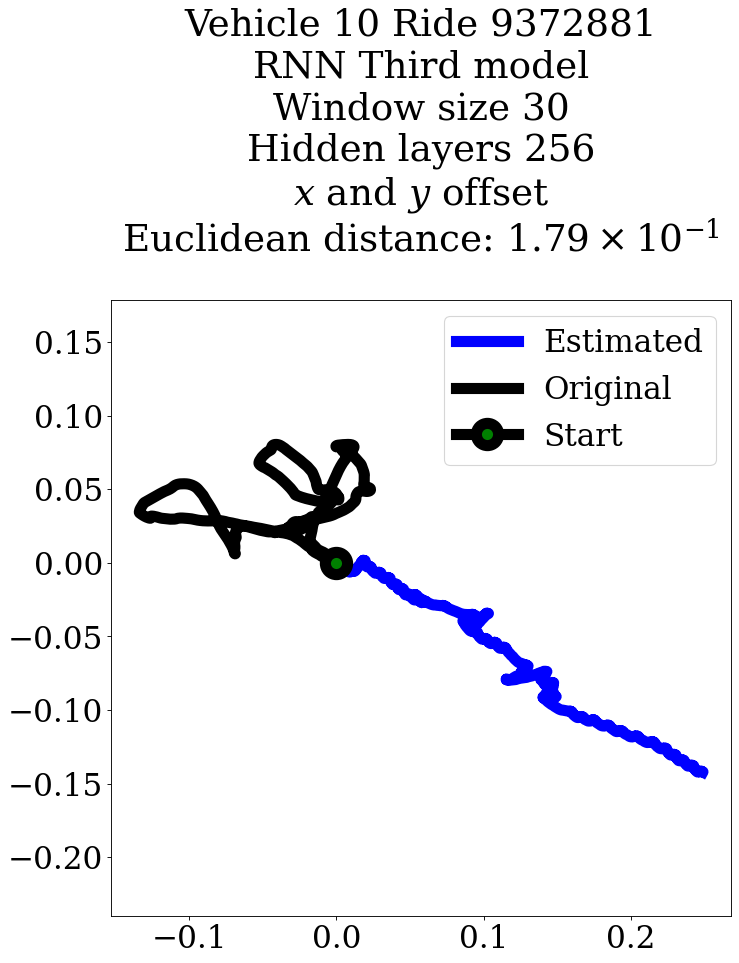 Vehicle 10 Ride 9372881
RNN Third model
Window size 30
Hidden layers 256
x and y offset
Euclidean distance: 1.79 × 10⁻¹
Estimated
Original
Start
0.15
0.10
0.05
0.00
−0.05
−0.10
−0.15
−0.20
−0.1 0.0 0.1 0.2